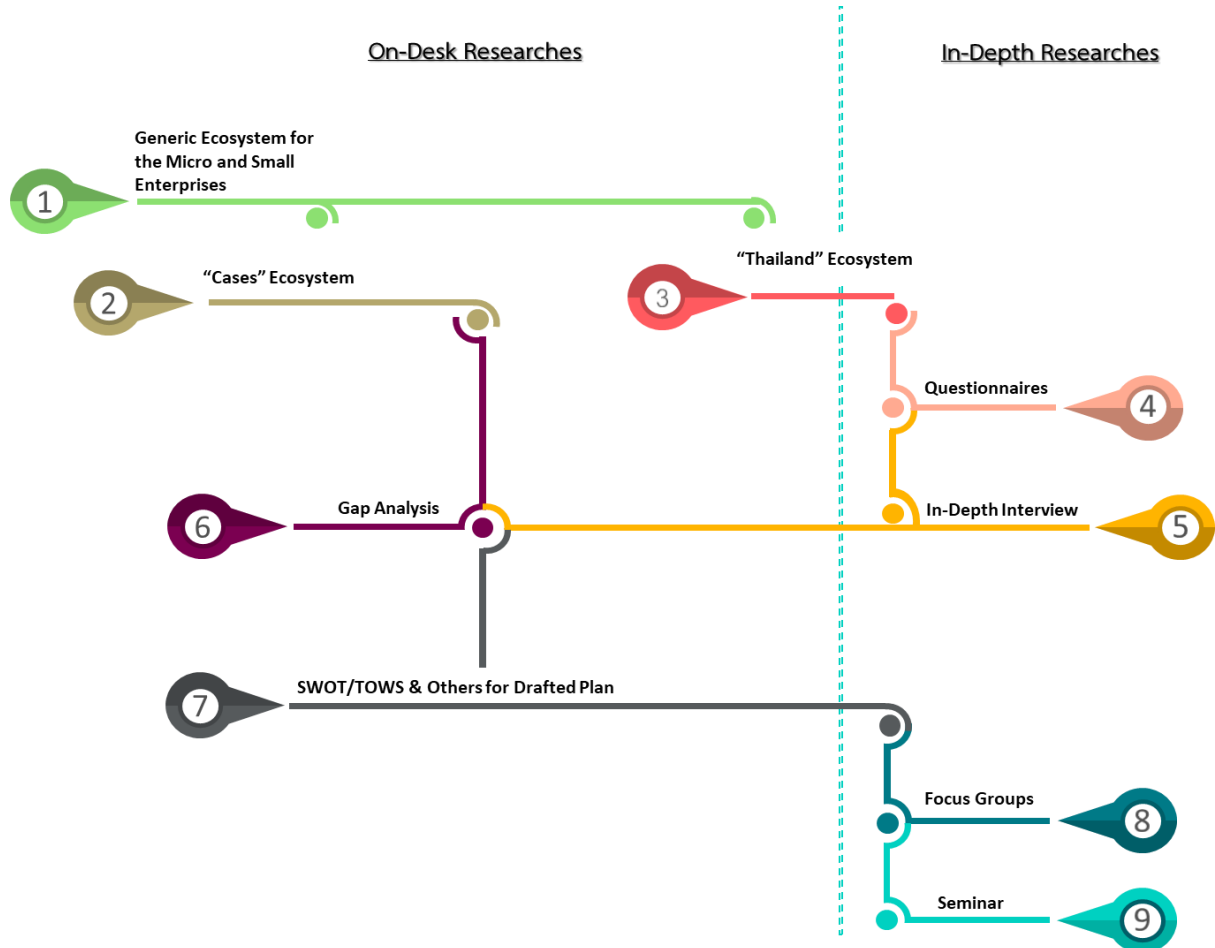 On-Desk Researches
In-Depth Researches
Generic Ecosystem for
the Micro and Small
Enterprises
1
“Cases” Ecosystem
2
“Thailand” Ecosystem
3
Questionnaires
4
Gap Analysis
6
In-Depth Interview
5
SWOT/TOWS & Others for Drafted Plan
7
Focus Groups
8
Seminar
9